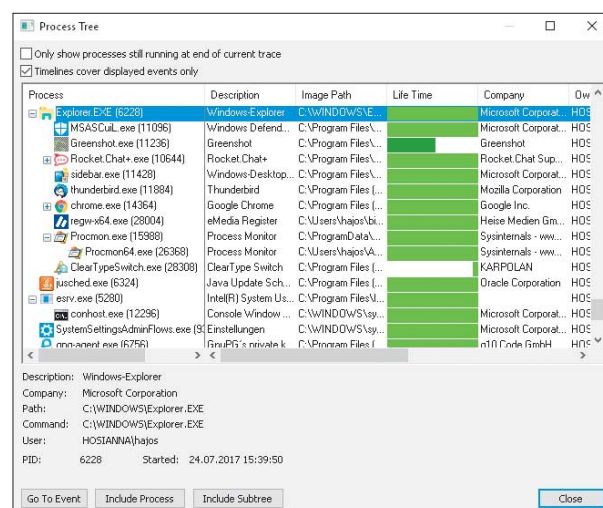 Process Tree
Only show processes still running at end of current trace
Timelines cover displayed events only
Process Description Image Path Life Time Company Ow
Explorer.EXE (6228) Windows-Explorer C:\WINDOWS\E... Microsoft Corporat... HOS
MSASCuiL.exe (11096) Windows Defend... C:\Program Files\... Microsoft Corporat... HOS
Greenshot.exe (11236) Greenshot C:\Program Files\... Greenshot HOS
Rocket.Chat+.exe (10644) Rocket.Chat+ C:\Program Files\... Rocket.Chat Sup... HOS
sidebar.exe (11428) Windows-Desktop... C:\Program Files\... Microsoft Corporat... HOS
thunderbird.exe (11884) Thunderbird C:\Program Files (... Mozilla Corporation HOS
chrome.exe (14364) Google Chrome C:\Program Files (... Google Inc. HOS
regw-x64.exe (28004) eMedia Register C:\Users\hajos\bi... Heise Medien Gm... HOS
Procmon.exe (15988) Process Monitor C:\ProgramData\... Sysinternals - ww... HOS
Procmon64.exe (26368) Process Monitor C:\Users\hajos\A... Sysinternals - ww... HOS
ClearTypeSwitch.exe (28308) ClearType Switch C:\Program Files (... KARPOLAN HOS
jusched.exe (6324) Java Update Sch... C:\Program Files (... Oracle Corporation HOS
esrv.exe (5280) Intel(R) System Us... C:\Program Files\I... HOS
conhost.exe (12296) Console Window ... C:\WINDOWS\sy... Microsoft Corporat... HOS
SystemSettingsAdminFlows.exe (9 Einstellungen C:\WINDOWS\sy... Microsoft Corporat... HOS
gpg-agent.exe (6756) GnuPG's private k... C:\Program Files (... g10 Code GmbH HOS
Description: Windows-Explorer
Company: Microsoft Corporation
Path: C:\WINDOWS\Explorer.EXE
Command: C:\WINDOWS\Explorer.EXE
User: HOSIANNA\hajos
PID: 6228 Started: 24.07.2017 15:39:50
Go To Event Include Process Include Subtree Close